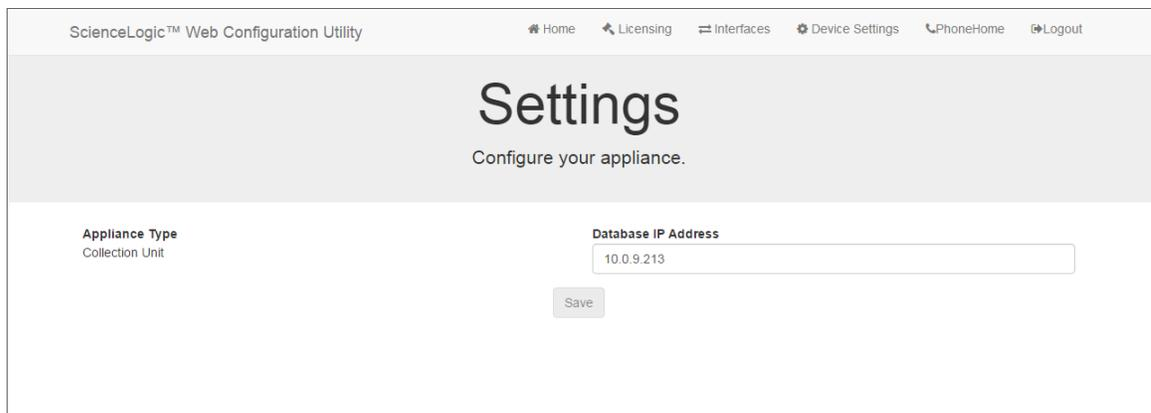 ScienceLogic™ Web Configuration Utility
Home Licensing Interfaces Device Settings PhoneHome Logout
Settings
Configure your appliance.
Appliance Type
Collection Unit
Database IP Address
10.0.9.213
Save